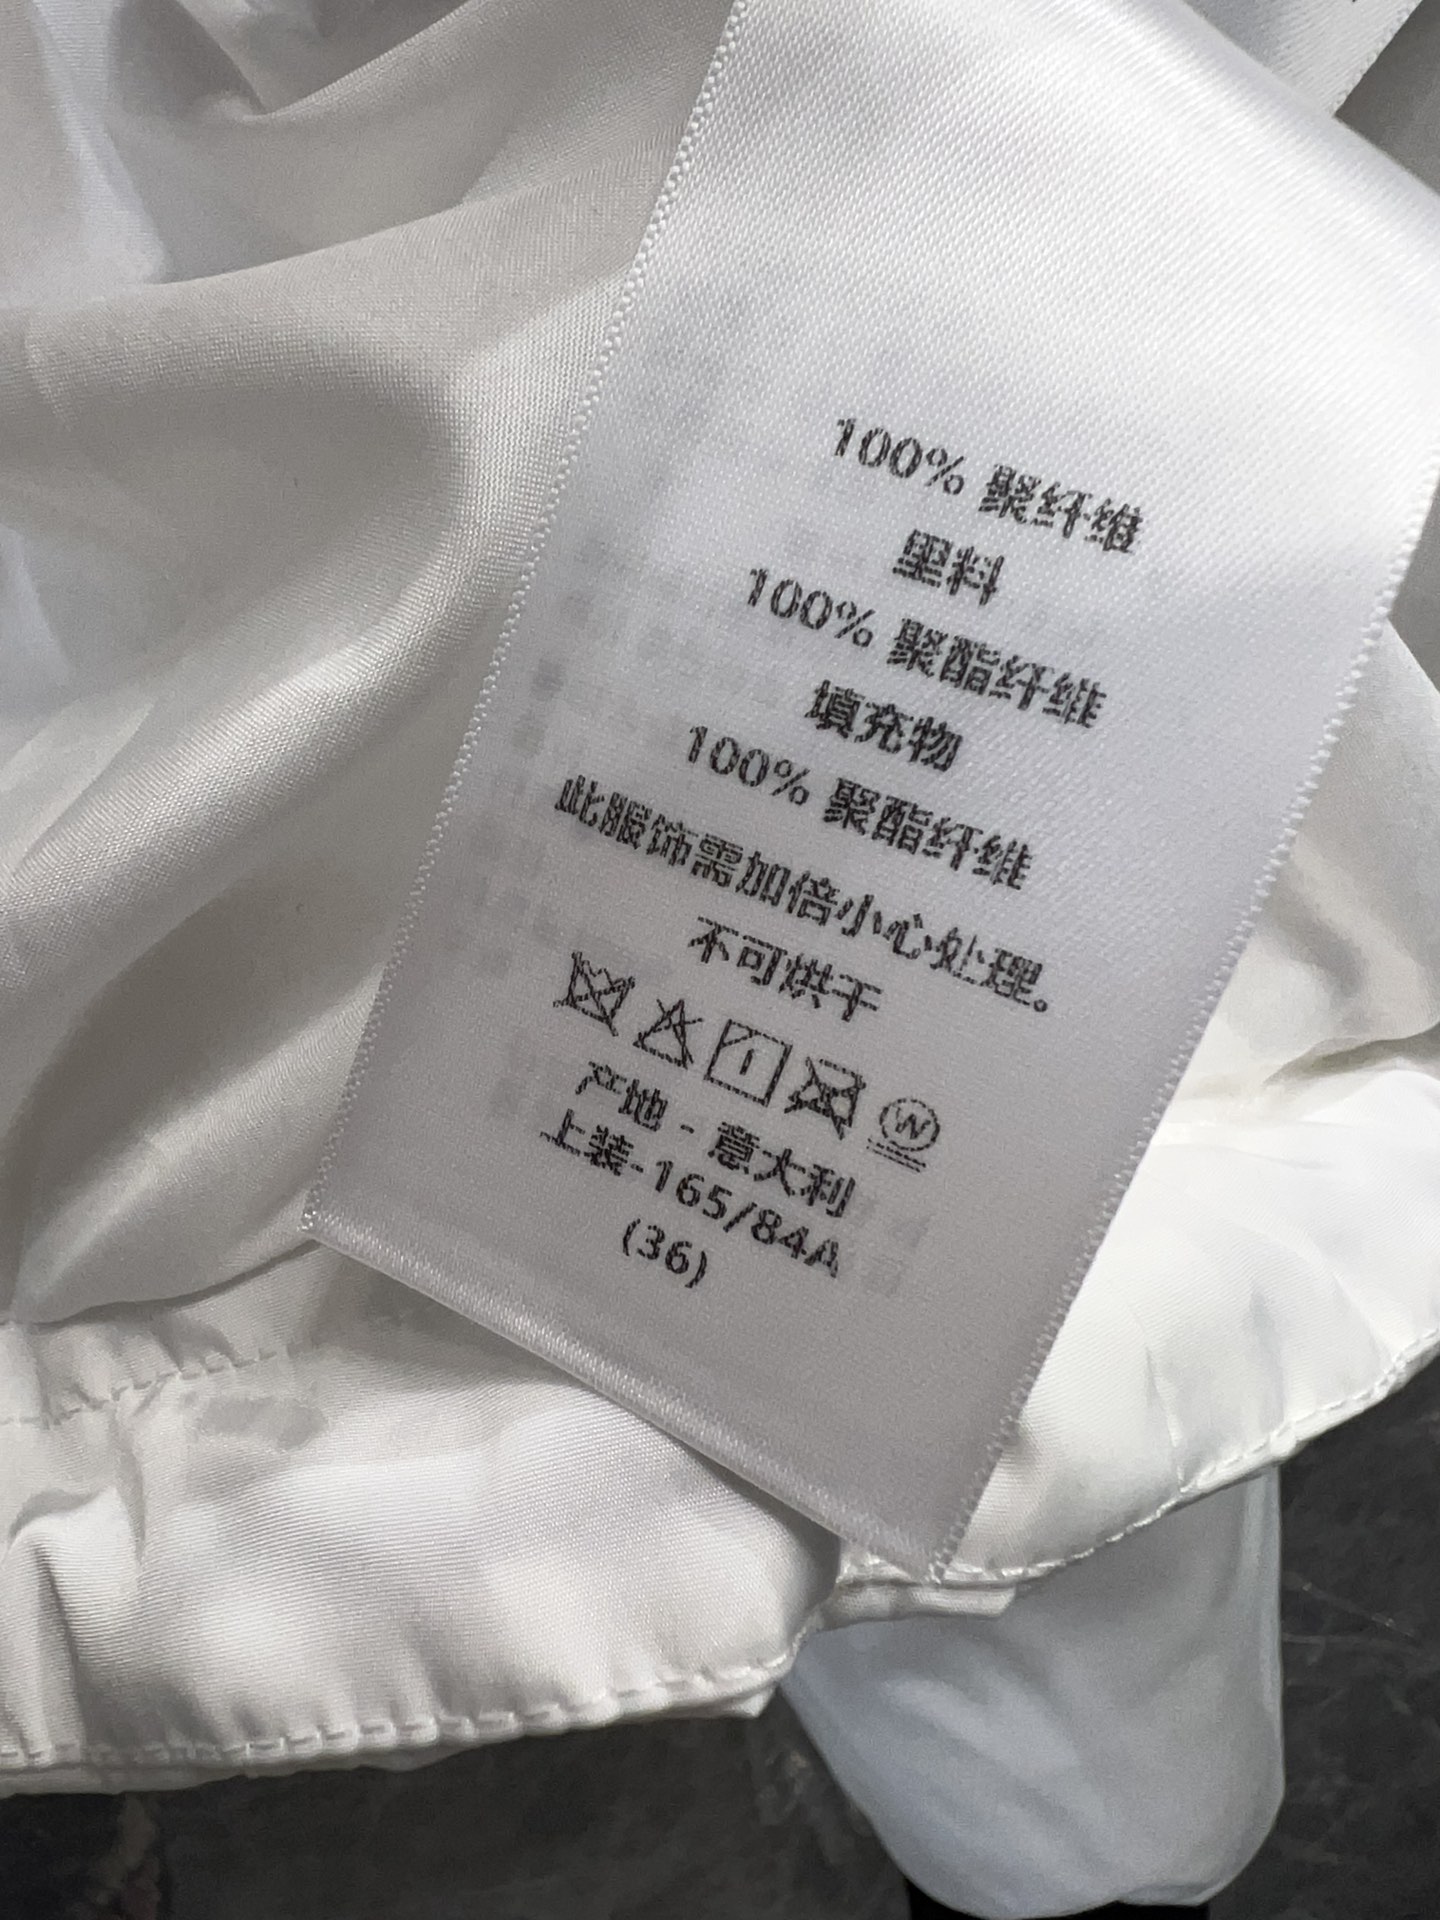 100% 聚纤维
里料
100% 聚酯纤维
填充物
100% 聚酯纤维
此服饰需加倍小心处理。
不可烘干
W
产地 - 意大利
上装-165/84A
(36)